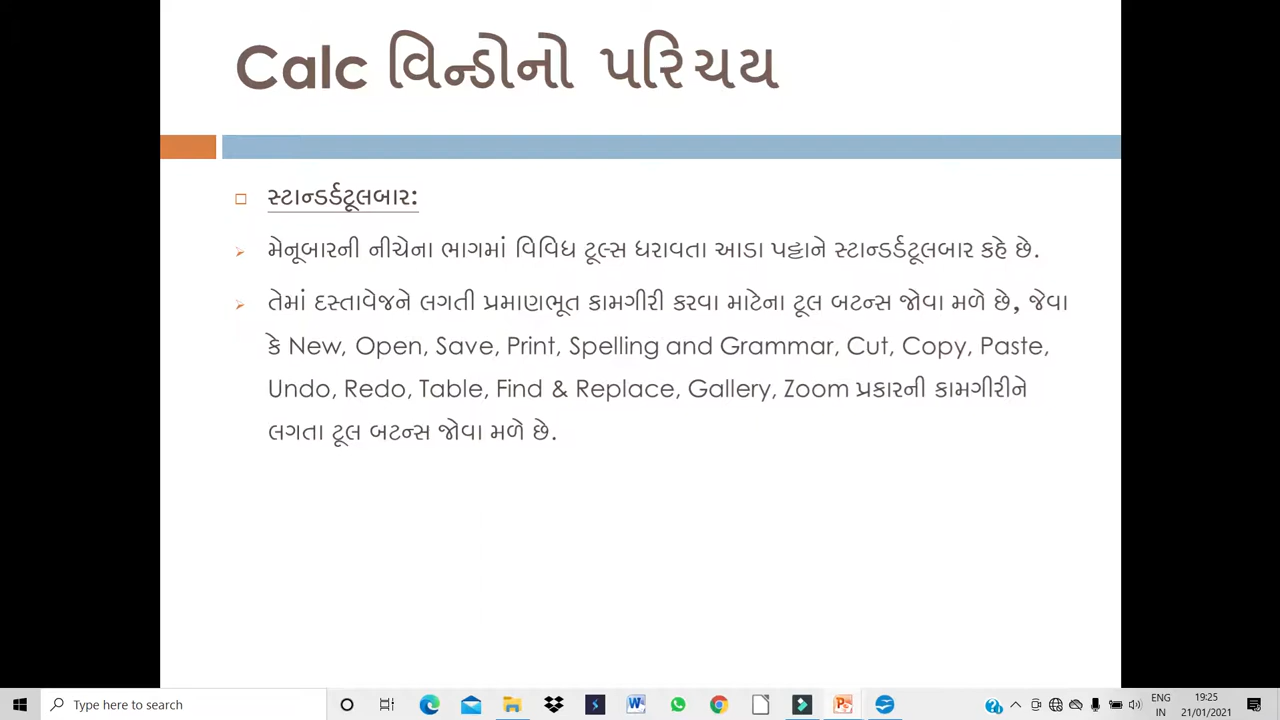 Calc વિન્ડોનો પરિચય
સ્ટાન્ડર્ડટૂલબાર:
મેનૂબારની નીચેના ભાગમાં વિવિધ ટૂલ્સ ધરાવતા આડા પટ્ટાને સ્ટાન્ડર્ડટૂલબાર કહે છે.
તેમાં દસ્તાવેજને લગતી પ્રમાણભૂત કામગીરી કરવા માટેના ટૂલ બટન્સ જોવા મળે છે, જેવા
કે New, Open, Save, Print, Spelling and Grammar, Cut, Copy, Paste,
Undo, Redo, Table, Find & Replace, Gallery, Zoom પ્રકારની કામગીરીને
લગતા ટૂલ બટન્સ જોવા મળે છે.
Type here to search
ENG
IN
19:25
21/01/2021